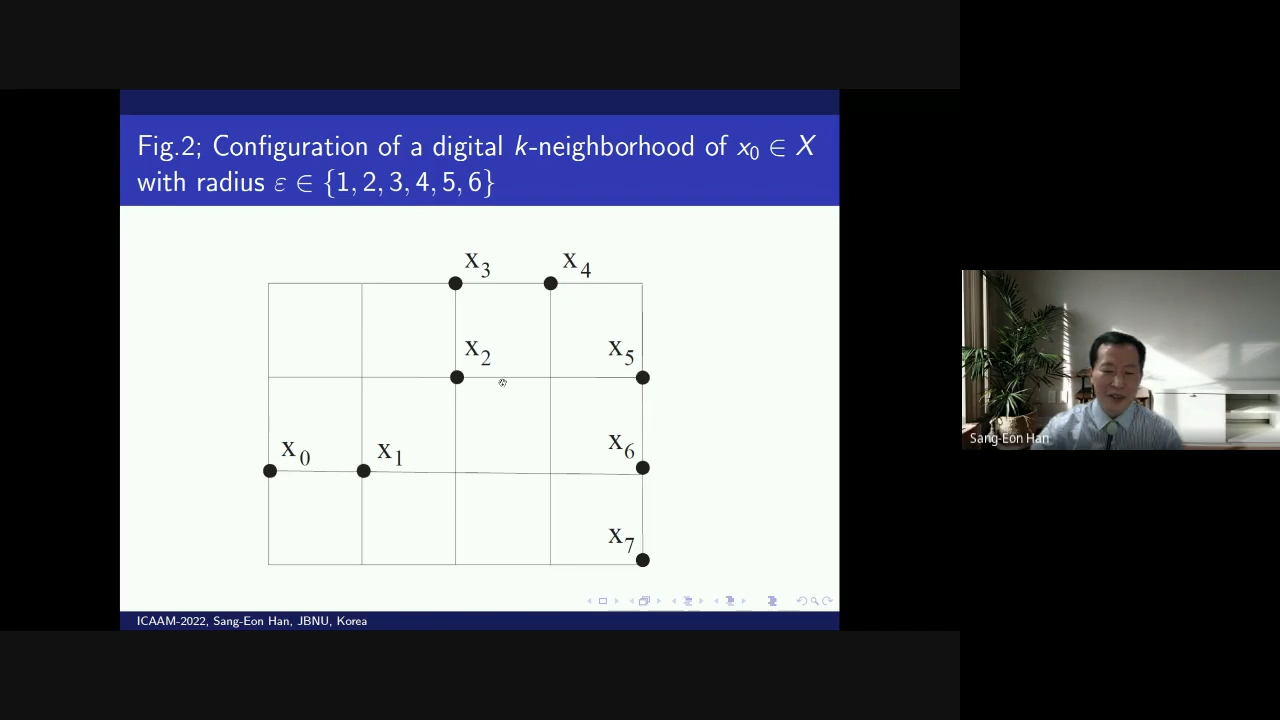 Fig.2; Configuration of a digital k-neighborhood of x₀ ∈ X
with radius ε ∈ {1, 2, 3, 4, 5, 6}
x₃
x₄
x₂
x₅
x₀
x₁
x₆
x₇
Sang-Eon Han
ICAAM-2022, Sang-Eon Han, JBNU, Korea